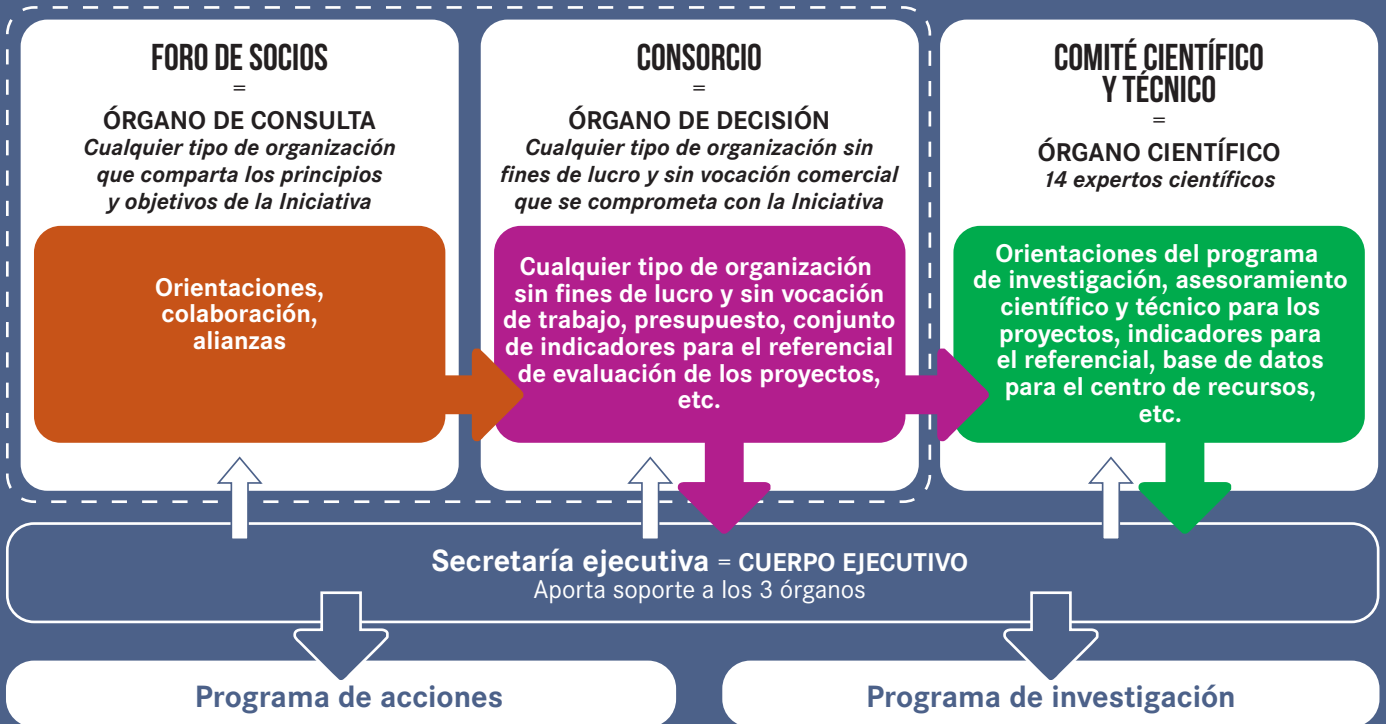 FORO DE SOCIOS
=
ÓRGANO DE CONSULTA
Cualquier tipo de organización
que comparta los principios
y objetivos de la Iniciativa
Orientaciones,
colaboración,
alianzas
CONSORCIO
=
ÓRGANO DE DECISIÓN
Cualquier tipo de organización sin
fines de lucro y sin vocación comercial
que se comprometa con la Iniciativa
Cualquier tipo de organización
sin fines de lucro y sin vocación
de trabajo, presupuesto, conjunto
de indicadores para el referencial
de evaluación de los proyectos,
etc.
COMITÉ CIENTÍFICO
Y TÉCNICO
=
ÓRGANO CIENTÍFICO
14 expertos científicos
Orientaciones del programa
de investigación, asesoramiento
científico y técnico para los
proyectos, indicadores para
el referencial, base de datos
para el centro de recursos,
etc.
Secretaría ejecutiva = CUERPO EJECUTIVO
Aporta soporte a los 3 órganos
Programa de acciones
Programa de investigación